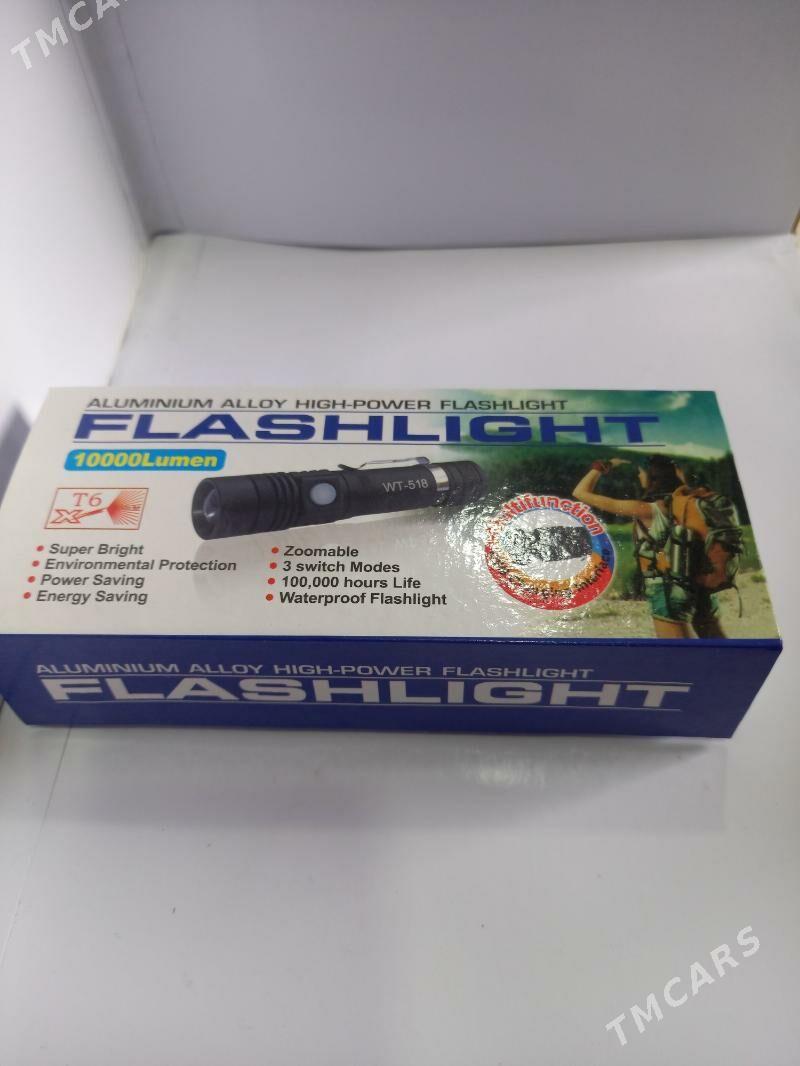 TMCARS
ALUMINIUM ALLOY HIGH-POWER FLASHLIGHT
FLASHLIGHT
10000Lumen
WT-518
T6
X
• Super Bright
• Environmental Protection
• Power Saving
• Energy Saving
• Zoomable
• 3 switch Modes
• 100,000 hours Life
• Waterproof Flashlight
Multifunction
ALUMINIUM ALLOY HIGH-POWER FLASHLIGHT
FLASHLIGHT
TMCARS